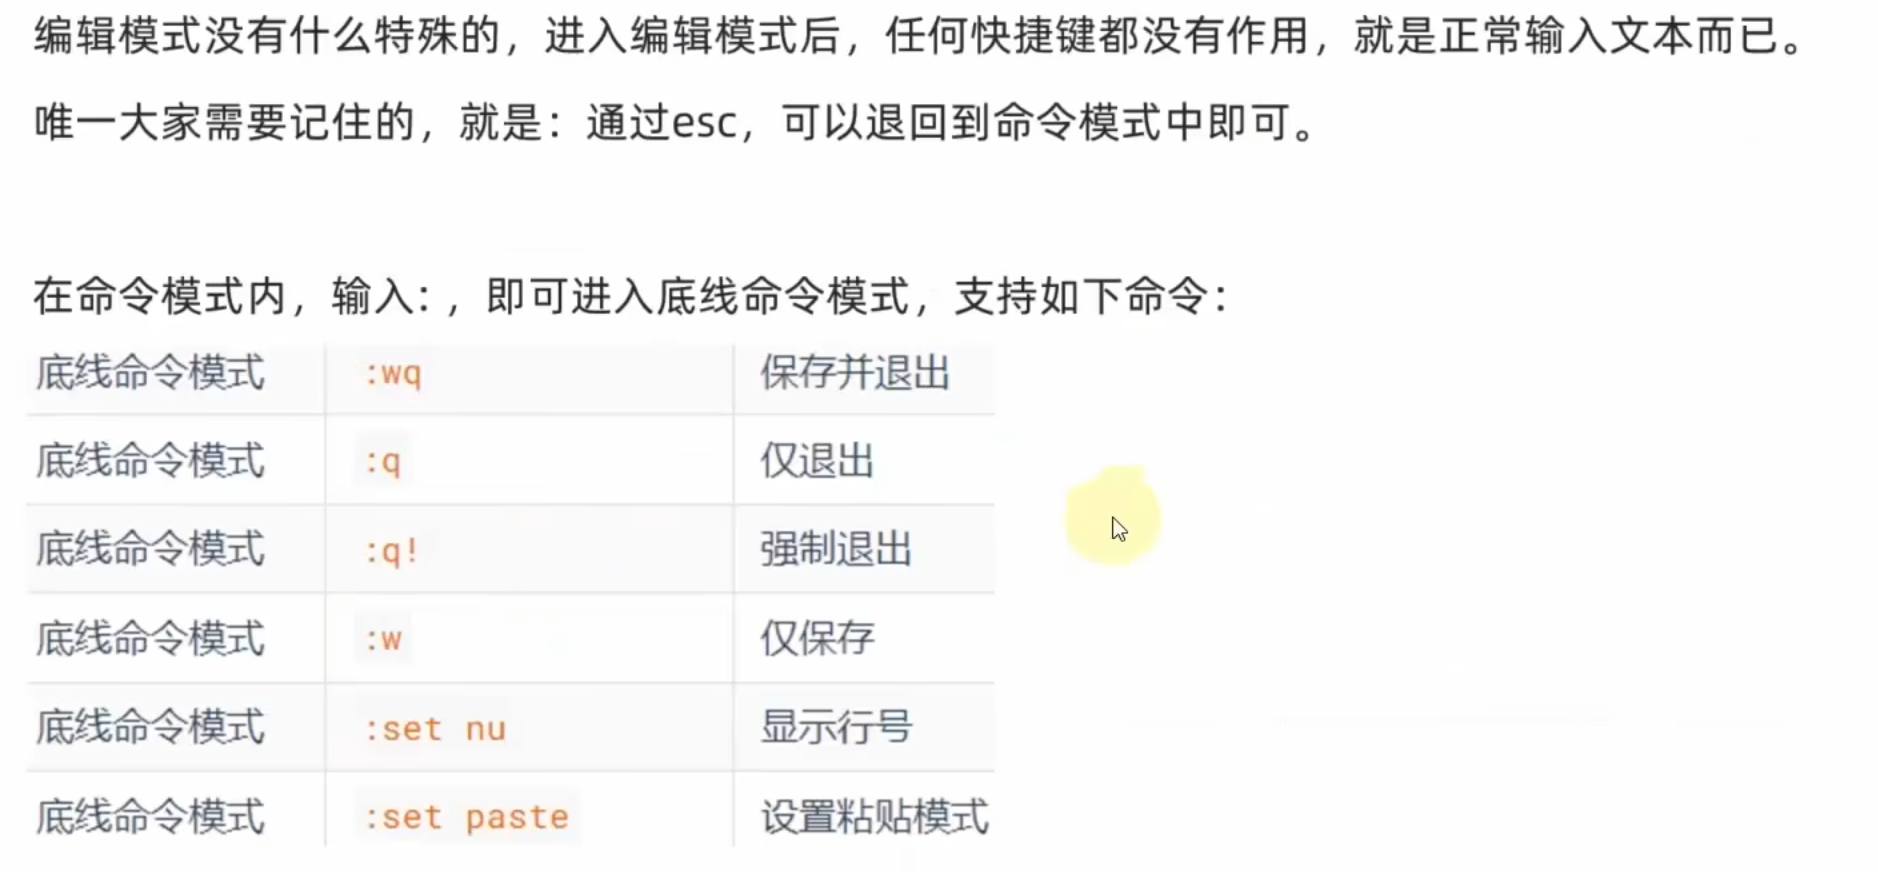 编辑模式没有什么特殊的，进入编辑模式后，任何快捷键都没有作用，就是正常输入文本而已。
唯一大家需要记住的，就是：通过esc，可以退回到命令模式中即可。
在命令模式内，输入:，即可进入底线命令模式，支持如下命令：
底线命令模式 :wq 保存并退出
底线命令模式 :q 仅退出
底线命令模式 :q! 强制退出
底线命令模式 :w 仅保存
底线命令模式 :set nu 显示行号
底线命令模式 :set paste 设置粘贴模式